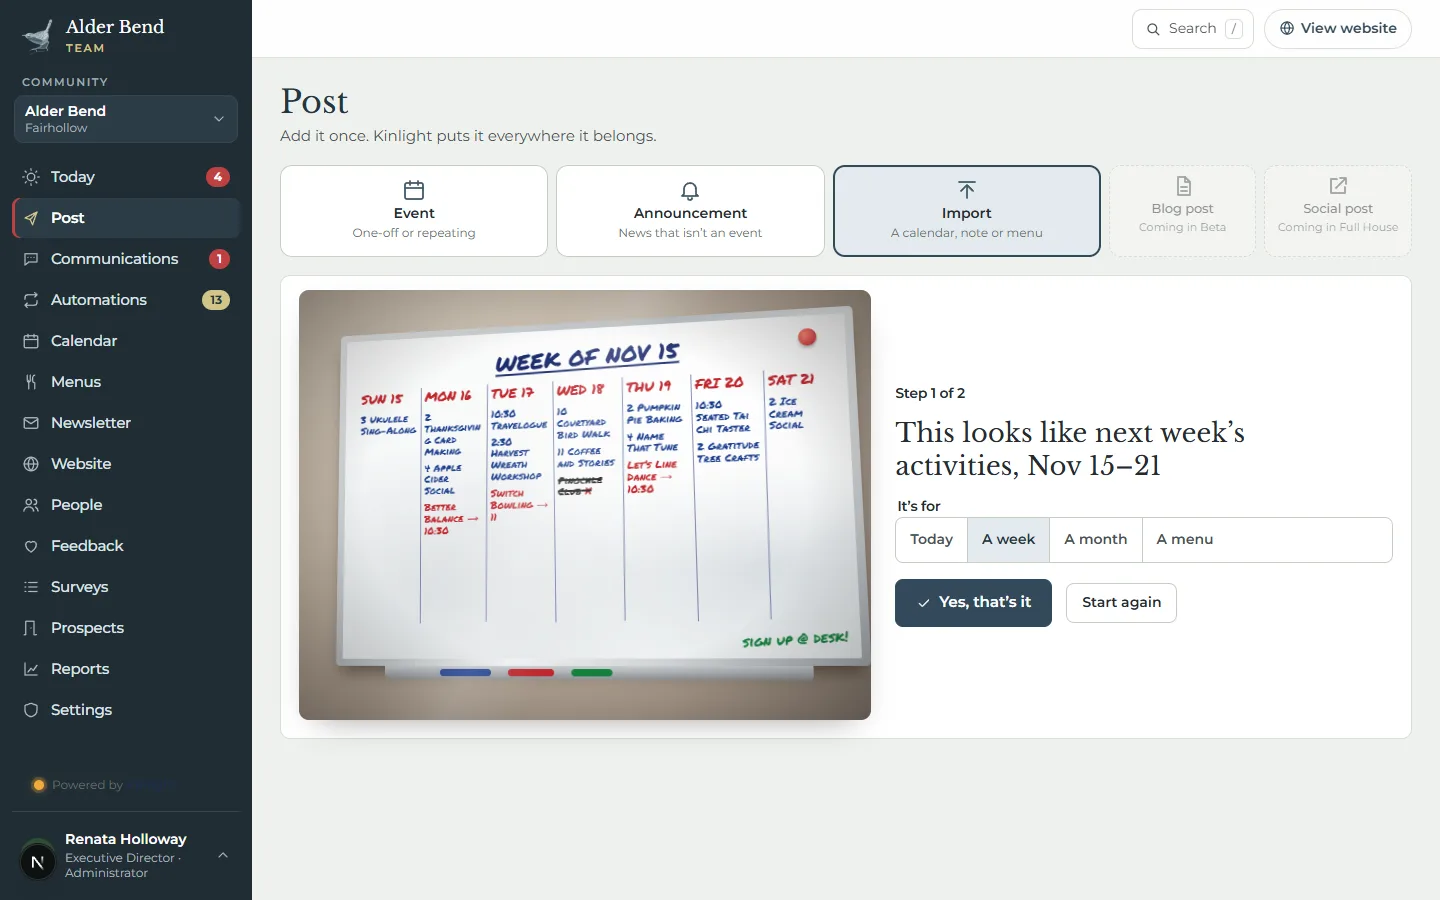 Alder Bend
TEAM
COMMUNITY
Alder Bend
Fairhollow
Today
4
Post
Communications
1
Automations
13
Calendar
Menus
Newsletter
Website
People
Feedback
Surveys
Prospects
Reports
Settings
Powered by
N
Renata Holloway
Executive Director ·
Administrator
Search
/
View website
Post
Add it once. Kinlight puts it everywhere it belongs.
Event
One-off or repeating
Announcement
News that isn't an event
Import
A calendar, note or menu
Blog post
Coming in Beta
Social post
Coming in Full House
WEEK OF NOV 15
SUN 15
3 UKULELE
SING-ALONG
MON 16
2
THANKSGIVIN
G CARD
MAKING
4 APPLE
CIDER
SOCIAL
BETTER
BALANCE →
10:30
TUE 17
10:30
TRAVELOGUE
2:30
HARVEST
WREATH
WORKSHOP
SWITCH
BOWLING →
11
WED 18
10
COURTYARD
BIRD WALK
11 COFFEE
AND STORIES
PINOCHLE
CLUB X
THU 19
2 PUMPKIN
PIE BAKING
4 NAME
THAT TUNE
LET'S LINE
DANCE →
10:30
FRI 20
10:30
SEATED TAI
CHI TASTER
2 GRATITUDE
TREE CRAFTS
SAT 21
2 ICE
CREAM
SOCIAL
SIGN UP @ DESK!
Step 1 of 2
This looks like next week's
activities, Nov 15–21
It's for
Today
A week
A month
A menu
Yes, that's it
Start again